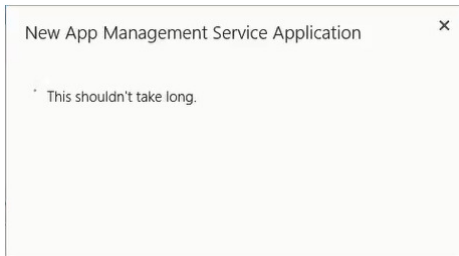 New App Management Service Application
This shouldn't take long.